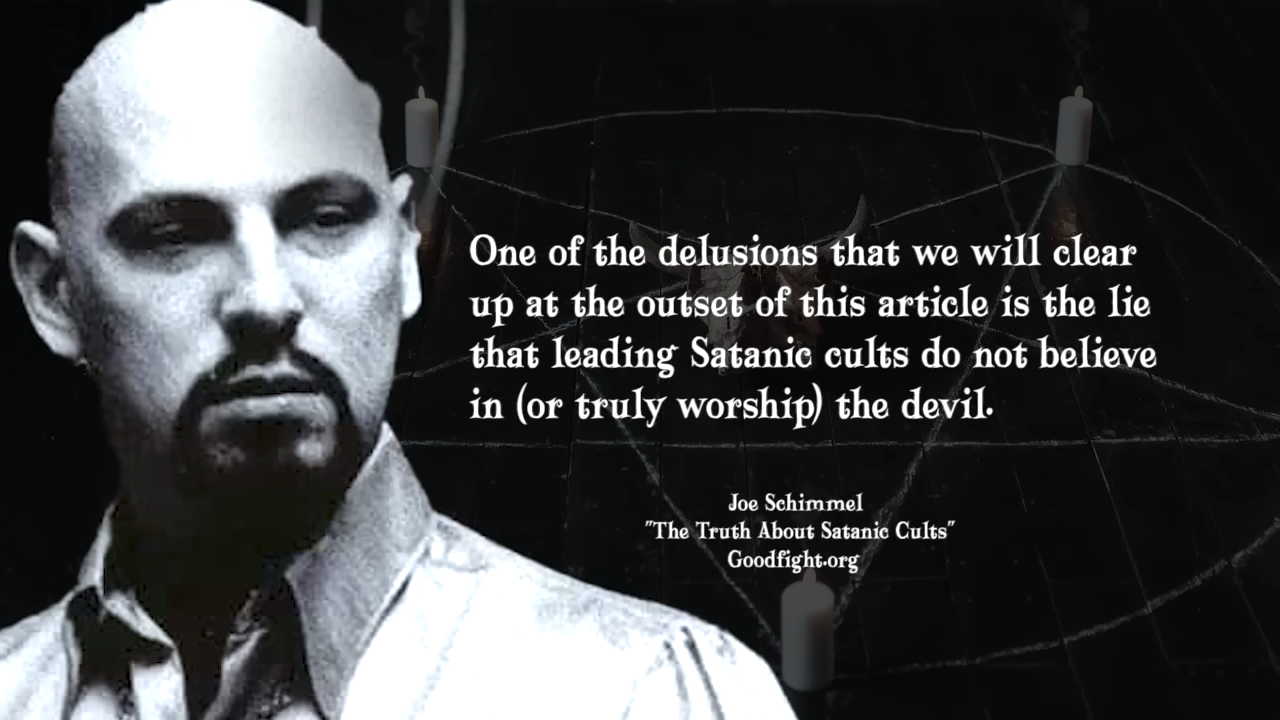 One of the delusions that we will clear
up at the outset of this article is the lie
that leading Satanic cults do not believe
in (or truly worship) the devil.
Joe Schimmel
"The Truth About Satanic Cults"
Goodfight.org